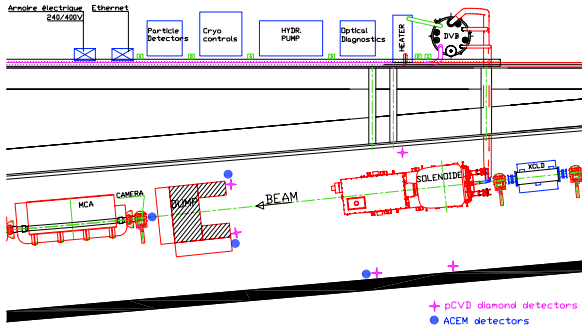 Armoire électrique
240/400V
Ethernet
Particle
Detectors
Cryo
controls
HYDR.
PUMP
Optical
Diagnostics
HEATER
DVB
XCLD
SOLENOIDE
BEAM
DUMP
CAMERA
MCA
pCVD diamond detectors
ACEM detectors